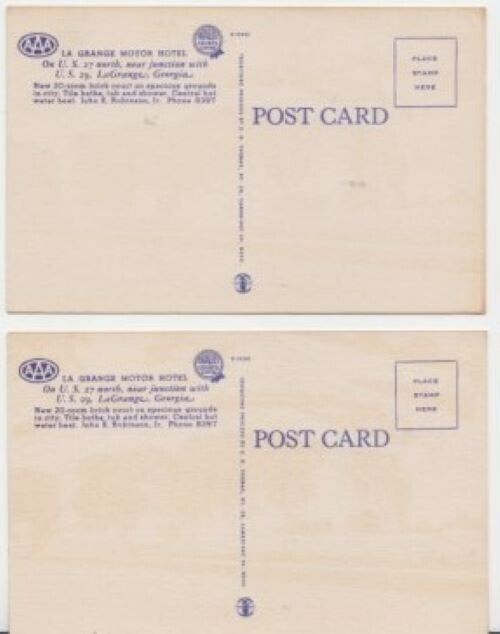 AAA
LA GRANGE MOTOR HOTEL
On U. S. 27 north, near junction with
U. S. 29, LaGrange, Georgia
New 20-room brick court on spacious grounds
in city. Tile baths, tub and shower. Central hot
water heat. John E. Robinson, Jr. Phone
POST CARD
PLACE
STAMP
HERE
AAA
LA GRANGE MOTOR HOTEL
On U. S. 27 north, near junction with
U. S. 29, LaGrange, Georgia
New 20-room brick court on spacious grounds
in city. Tile baths, tub and shower. Central hot
water heat. John E. Robinson, Jr. Phone
POST CARD
PLACE
STAMP
HERE